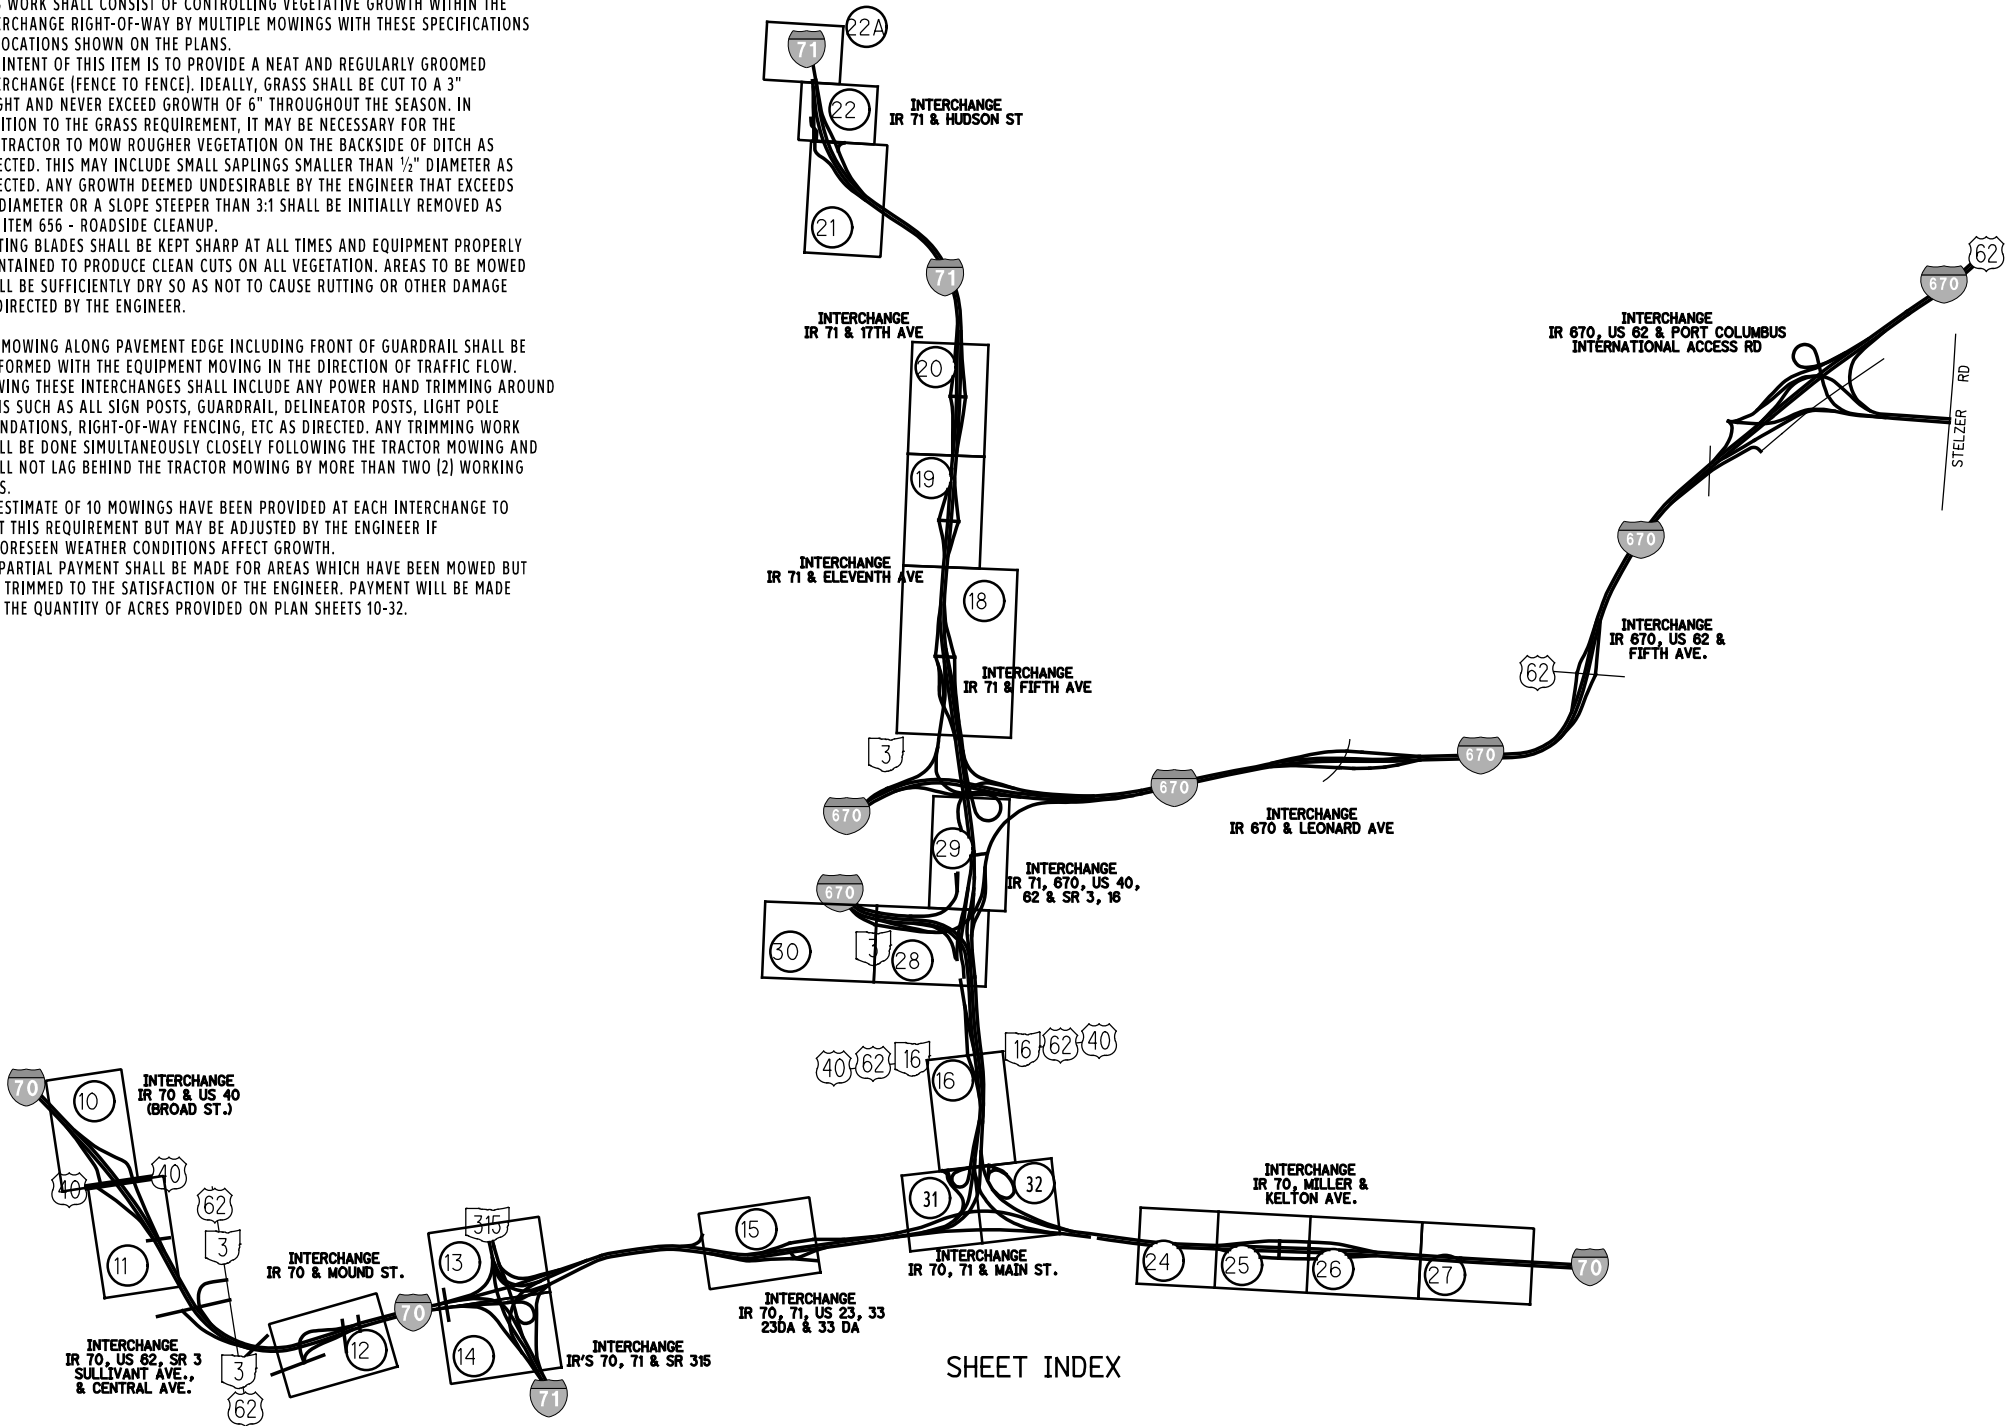 WORK SHALL CONSIST OF CONTROLLING VEGETATIVE GROWTH WITHIN THE
RIGHT-OF-WAY BY MULTIPLE MOWINGS WITH THESE SPECIFICATIONS
SHOWN ON THE PLANS.
INTENT OF THIS ITEM IS TO PROVIDE A NEAT AND REGULARLY GROOMED
(FENCE TO FENCE). IDEALLY, GRASS SHALL BE CUT TO A 3"
AND NEVER EXCEED GROWTH OF 6" THROUGHOUT THE SEASON. IN
TO THE GRASS REQUIREMENT, IT MAY BE NECESSARY FOR THE
TO MOW ROUGHER VEGETATION ON THE BACKSIDE OF DITCH AS
THIS MAY INCLUDE SMALL SAPLINGS SMALLER THAN ½" DIAMETER AS
ANY GROWTH DEEMED UNDESIRABLE BY THE ENGINEER THAT EXCEEDS
DIAMETER OR A SLOPE STEEPER THAN 3:1 SHALL BE INITIALLY REMOVED AS
ITEM 656 - ROADSIDE CLEANUP.
BLADES SHALL BE KEPT SHARP AT ALL TIMES AND EQUIPMENT PROPERLY
TO PRODUCE CLEAN CUTS ON ALL VEGETATION. AREAS TO BE MOWED
BE SUFFICIENTLY DRY SO AS NOT TO CAUSE RUTTING OR OTHER DAMAGE
DIRECTED BY THE ENGINEER.
MOWING ALONG PAVEMENT EDGE INCLUDING FRONT OF GUARDRAIL SHALL BE
WITH THE EQUIPMENT MOVING IN THE DIRECTION OF TRAFFIC FLOW.
THESE INTERCHANGES SHALL INCLUDE ANY POWER HAND TRIMMING AROUND
SUCH AS ALL SIGN POSTS, GUARDRAIL, DELINEATOR POSTS, LIGHT POLE
RIGHT-OF-WAY FENCING, ETC AS DIRECTED. ANY TRIMMING WORK
BE DONE SIMULTANEOUSLY CLOSELY FOLLOWING THE TRACTOR MOWING AND
NOT LAG BEHIND THE TRACTOR MOWING BY MORE THAN TWO (2) WORKING
ESTIMATE OF 10 MOWINGS HAVE BEEN PROVIDED AT EACH INTERCHANGE TO
THIS REQUIREMENT BUT MAY BE ADJUSTED BY THE ENGINEER IF
WEATHER CONDITIONS AFFECT GROWTH.
PARTIAL PAYMENT SHALL BE MADE FOR AREAS WHICH HAVE BEEN MOWED BUT
TRIMMED TO THE SATISFACTION OF THE ENGINEER. PAYMENT WILL BE MADE
THE QUANTITY OF ACRES PROVIDED ON PLAN SHEETS 10-32.
22A
71
22
INTERCHANGE
IR 71 & HUDSON ST
21
71
INTERCHANGE
IR 71 & 17TH AVE
20
19
INTERCHANGE
IR 71 & ELEVENTH AVE
18
INTERCHANGE
IR 71 & FIFTH AVE
62
670
INTERCHANGE
IR 670, US 62 & PORT COLUMBUS
INTERNATIONAL ACCESS RD
STELZER RD
670
INTERCHANGE
IR 670, US 62 &
FIFTH AVE.
62
670
3
670
670
INTERCHANGE
IR 670 & LEONARD AVE
29
INTERCHANGE
IR 71, 670, US 40,
62 & SR 3, 16
670
30
3
28
40
62
16
16
62
40
16
70
10
INTERCHANGE
IR 70 & US 40
(BROAD ST.)
40
40
11
62
3
INTERCHANGE
IR 70, US 62, SR 3
SULLIVANT AVE.,
& CENTRAL AVE.
3
62
INTERCHANGE
IR 70 & MOUND ST.
12
70
13
315
14
71
INTERCHANGE
IR'S 70, 71 & SR 315
15
INTERCHANGE
IR 70, 71, US 23, 33
23DA & 33 DA
31
32
INTERCHANGE
IR 70, 71 & MAIN ST.
INTERCHANGE
IR 70, MILLER &
KELTON AVE.
24
25
26
27
70
SHEET INDEX